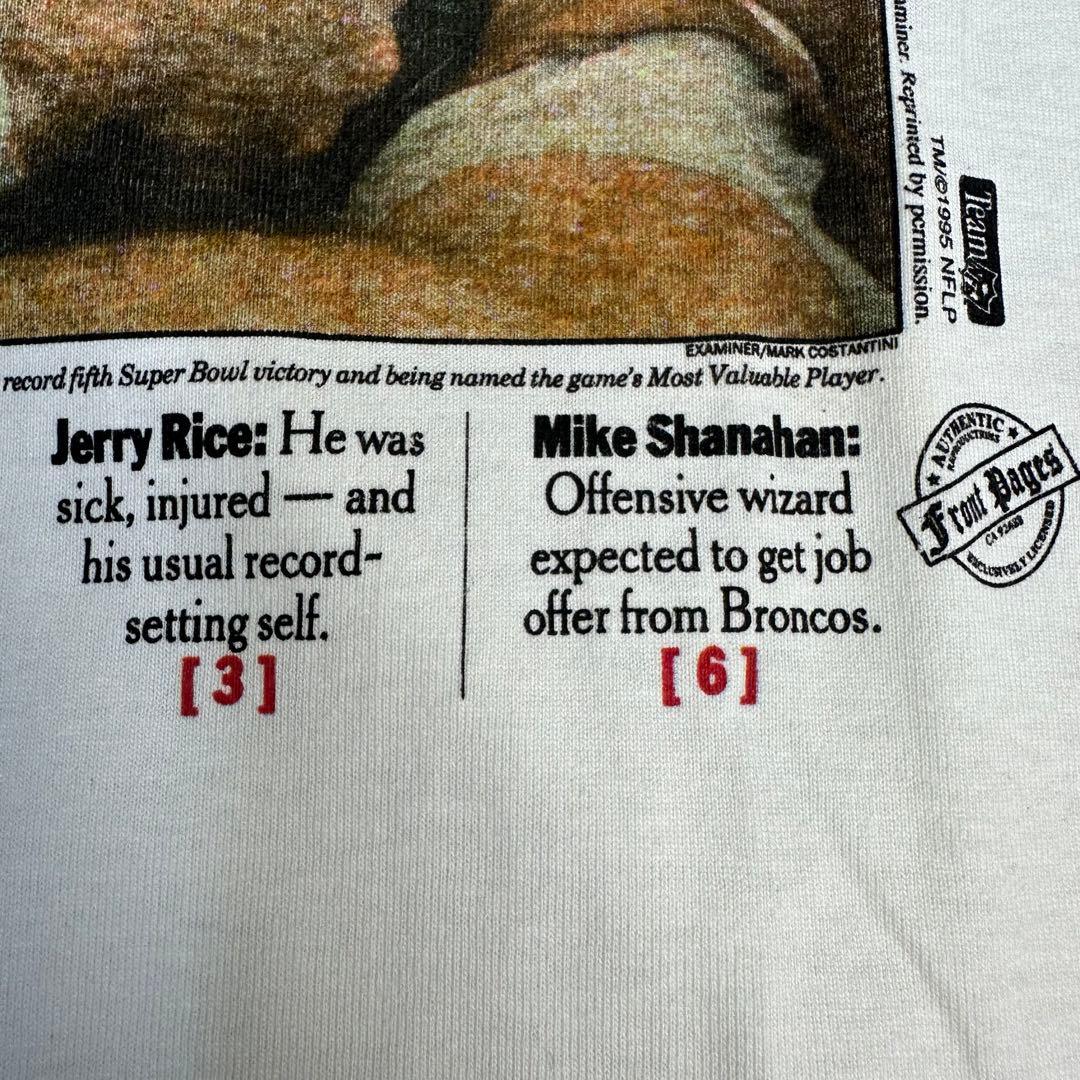 EXAMINER/MARK COSTANTINI
record fifth Super Bowl victory and being named the game's Most Valuable Player.
Jerry Rice: He was
sick, injured — and
his usual record-
setting self.
[3]
Mike Shanahan:
Offensive wizard
expected to get job
offer from Broncos.
[6]
aminer. Reprinted by permission.
TM/©1995 NFLP
Team NFL
AUTHENTIC
REPRODUCTIONS
Front Pages
EXCLUSIVELY LICENSED